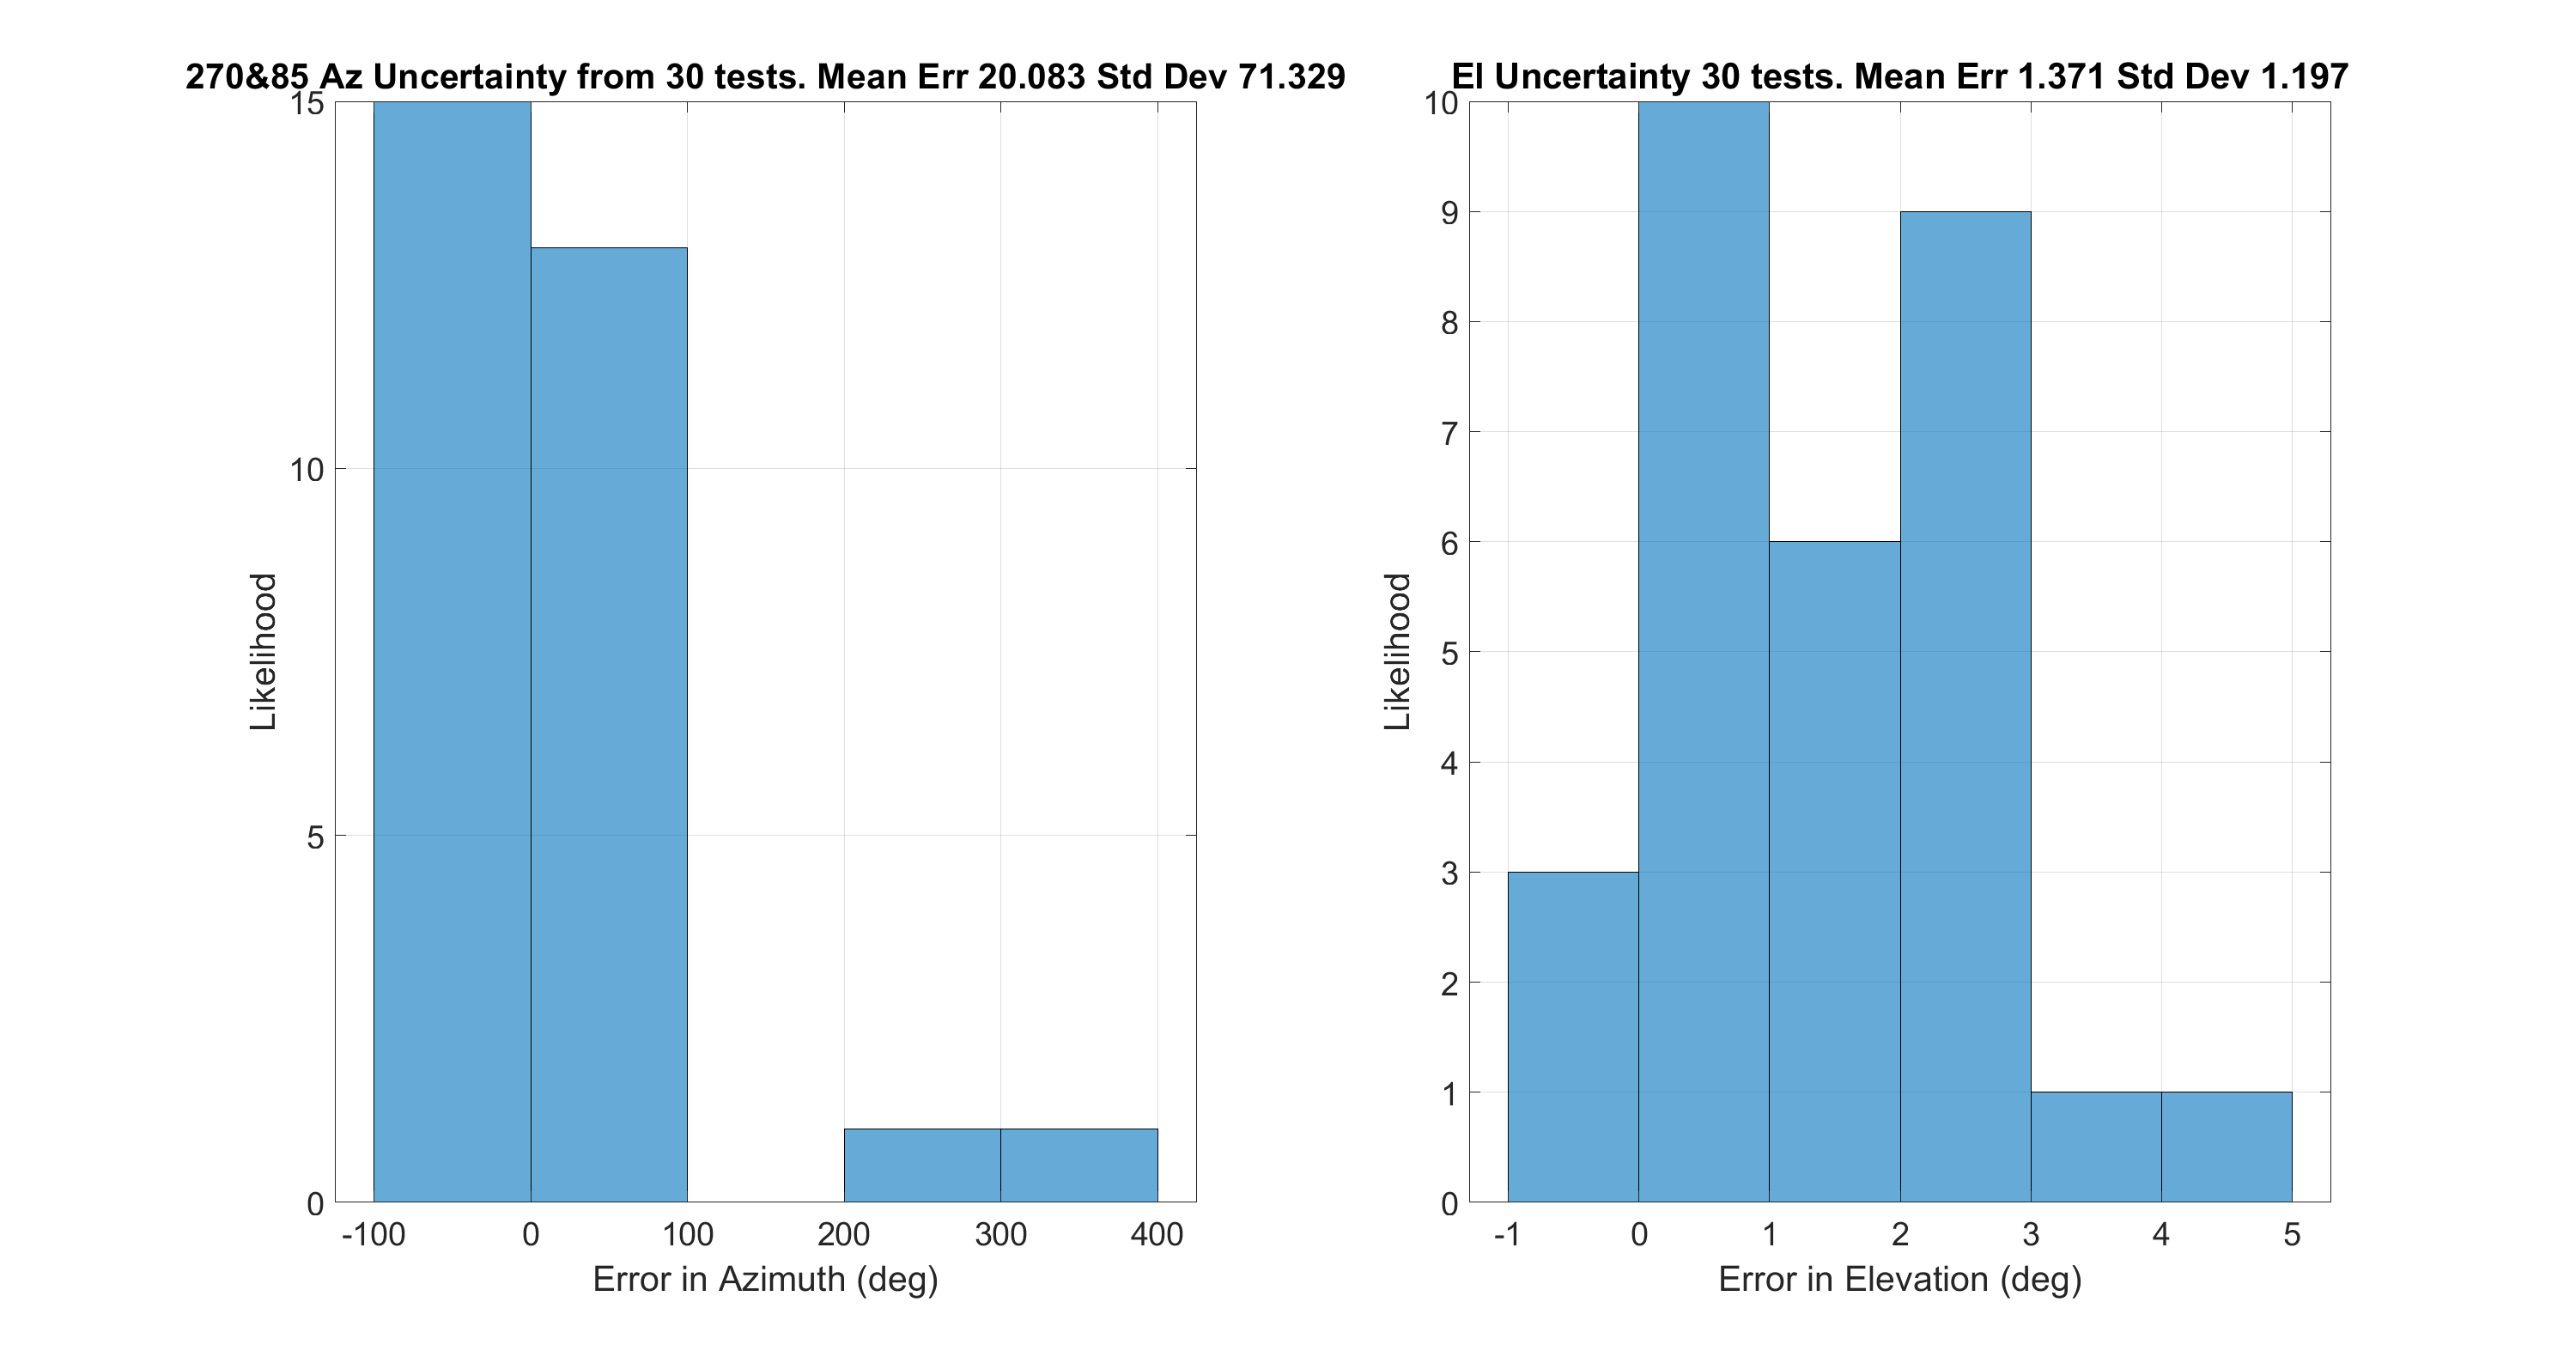 270&85 Az Uncertainty from 30 tests. Mean Err 20.083 Std Dev 71.329
15
10
5
0
Likelihood
-100 0 100 200 300 400
Error in Azimuth (deg)
El Uncertainty 30 tests. Mean Err 1.371 Std Dev 1.197
10
9
8
7
6
5
4
3
2
1
0
Likelihood
-1 0 1 2 3 4 5
Error in Elevation (deg)